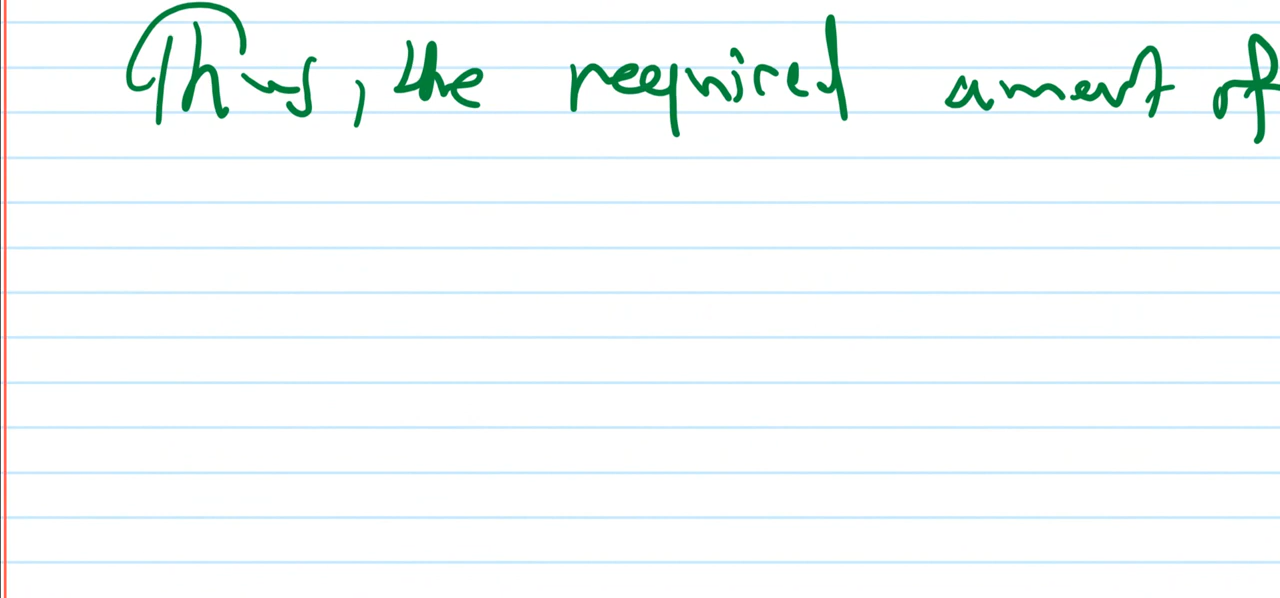 Thus, the required amount of